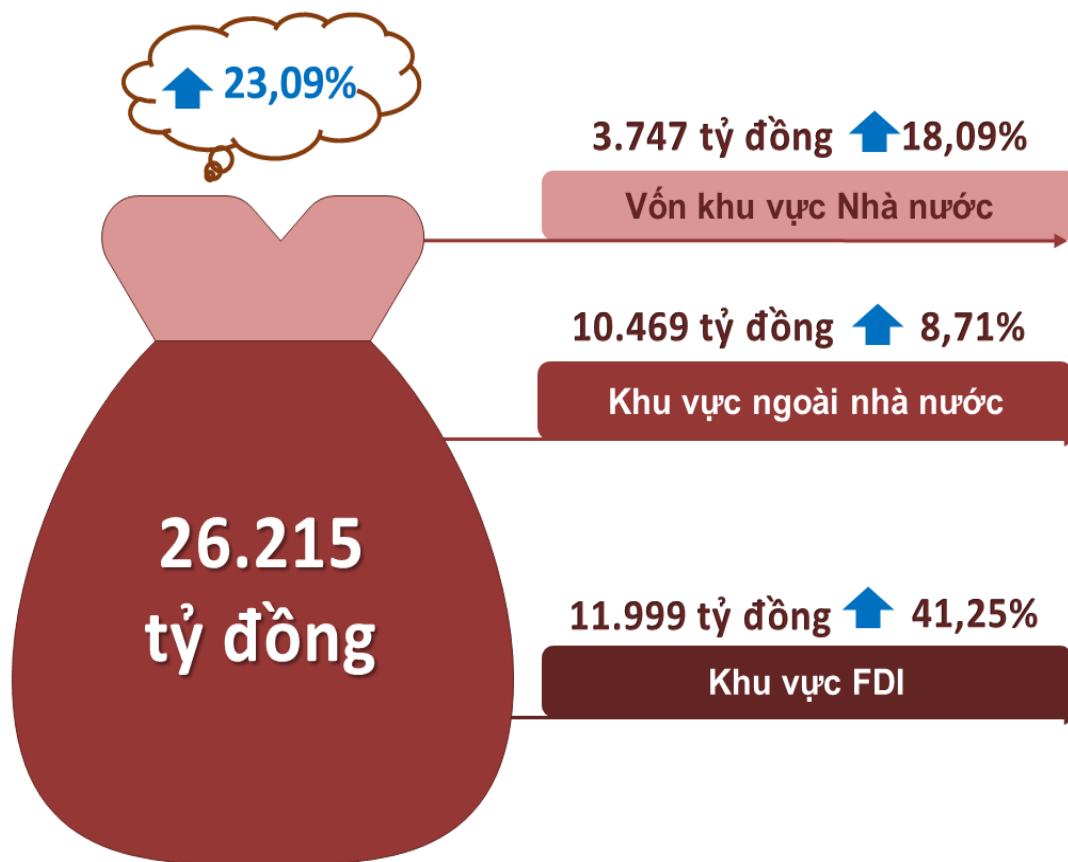 23,09%
3.747 tỷ đồng 18,09%
Vốn khu vực Nhà nước
10.469 tỷ đồng 8,71%
Khu vực ngoài nhà nước
26.215
tỷ đồng
11.999 tỷ đồng 41,25%
Khu vực FDI